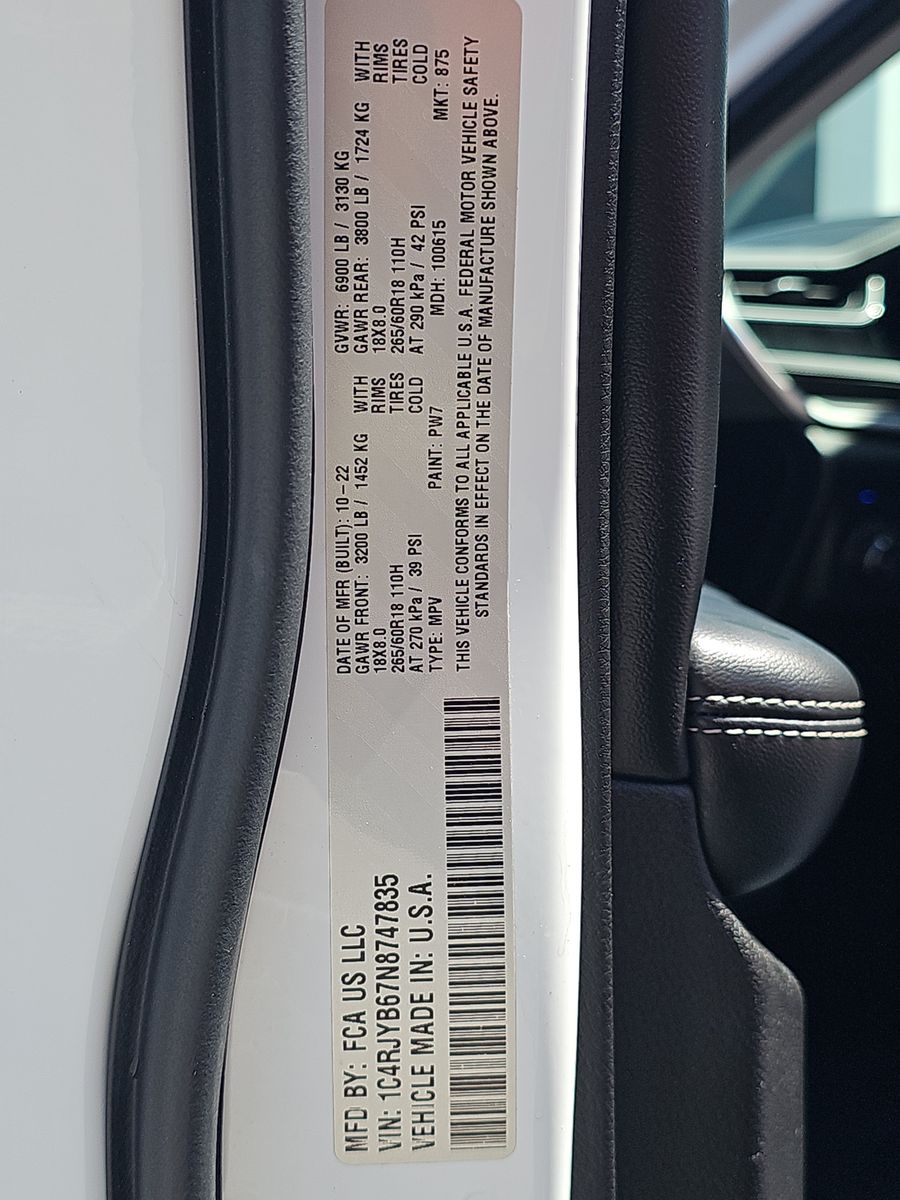 MFD BY: FCA US LLC
VIN: 1C4RJYB67N8747835
VEHICLE MADE IN: U.S.A.
DATE OF MFR (BUILT): 10-22 GVWR: 6900 LB / 3130 KG
GAWR FRONT: 3200 LB / 1452 KG WITH GAWR REAR: 3800 LB / 1724 KG WITH
18X8.0 RIMS 18X8.0 RIMS
265/60R18 110H TIRES 265/60R18 110H TIRES
AT 270 kPa / 39 PSI COLD AT 290 kPa / 42 PSI COLD
TYPE: MPV PAINT: PW7 MDH: 100615 MKT: 875
THIS VEHICLE CONFORMS TO ALL APPLICABLE U.S.A. FEDERAL MOTOR VEHICLE SAFETY
STANDARDS IN EFFECT ON THE DATE OF MANUFACTURE SHOWN ABOVE.